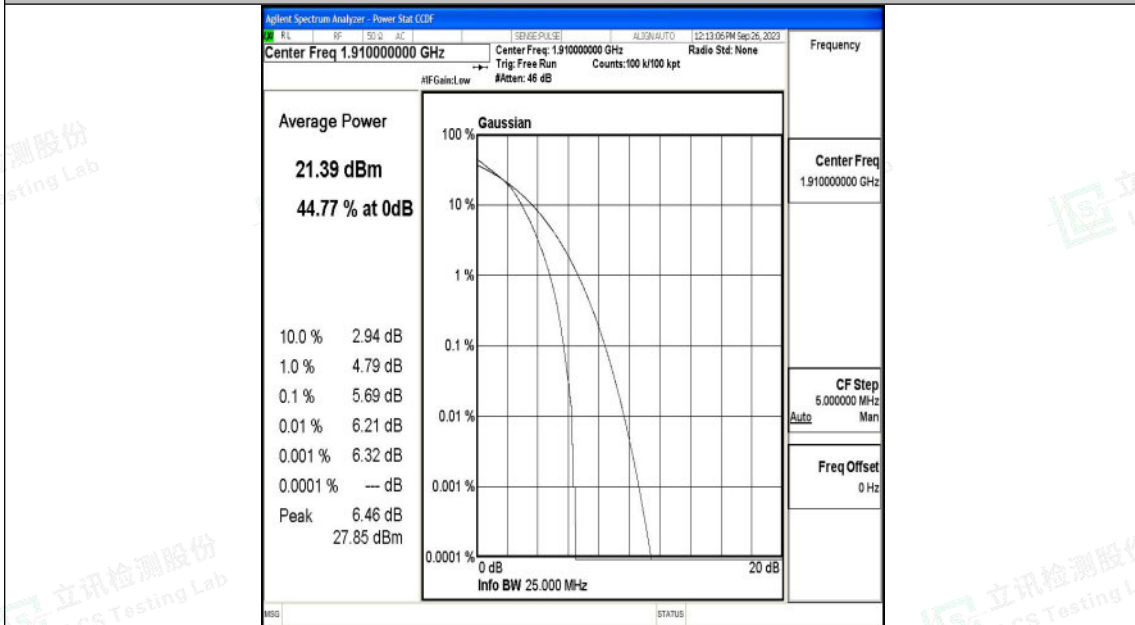 Agilent Spectrum Analyzer - Power Stat CCDF
RL RF 50 Ω AC SENSE:PULSE ALIGNAUTO 12:13:06 PM Sep 26, 2023
Center Freq 1.910000000 GHz
Center Freq: 1.910000000 GHz Radio Std: None
Trig: Free Run Counts:100 k/100 kpt
#IFGain:Low #Atten: 46 dB
Frequency
Average Power
21.39 dBm
44.77 % at 0dB
10.0 % 2.94 dB
1.0 % 4.79 dB
0.1 % 5.69 dB
0.01 % 6.21 dB
0.001 % 6.32 dB
0.0001 % --- dB
Peak 6.46 dB
27.85 dBm
Gaussian
100 %
10 %
1 %
0.1 %
0.01 %
0.001 %
0.0001 %
0 dB 20 dB
Info BW 25.000 MHz
Center Freq
1.910000000 GHz
CF Step
5.000000 MHz
Auto Man
Freq Offset
0 Hz
MSG STATUS
测股份
sting Lab
立讯检测股份
CS Testing Lab
立讯检测股份
CS Testing L